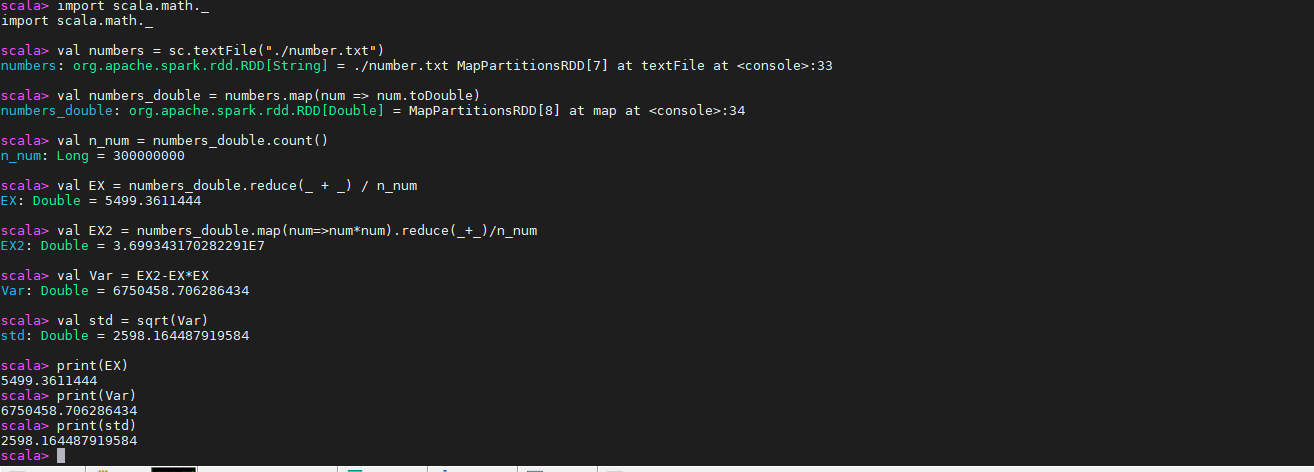 scala> import scala.math._
import scala.math._
scala> val numbers = sc.textFile("./number.txt")
numbers: org.apache.spark.rdd.RDD[String] = ./number.txt MapPartitionsRDD[7] at textFile at <console>:33
scala> val numbers_double = numbers.map(num => num.toDouble)
numbers_double: org.apache.spark.rdd.RDD[Double] = MapPartitionsRDD[8] at map at <console>:34
scala> val n_num = numbers_double.count()
n_num: Long = 300000000
scala> val EX = numbers_double.reduce(_ + _) / n_num
EX: Double = 5499.3611444
scala> val EX2 = numbers_double.map(num=>num*num).reduce(_+_)/n_num
EX2: Double = 3.699343170282291E7
scala> val Var = EX2-EX*EX
Var: Double = 6750458.706286434
scala> val std = sqrt(Var)
std: Double = 2598.164487919584
scala> print(EX)
5499.3611444
scala> print(Var)
6750458.706286434
scala> print(std)
2598.164487919584
scala>